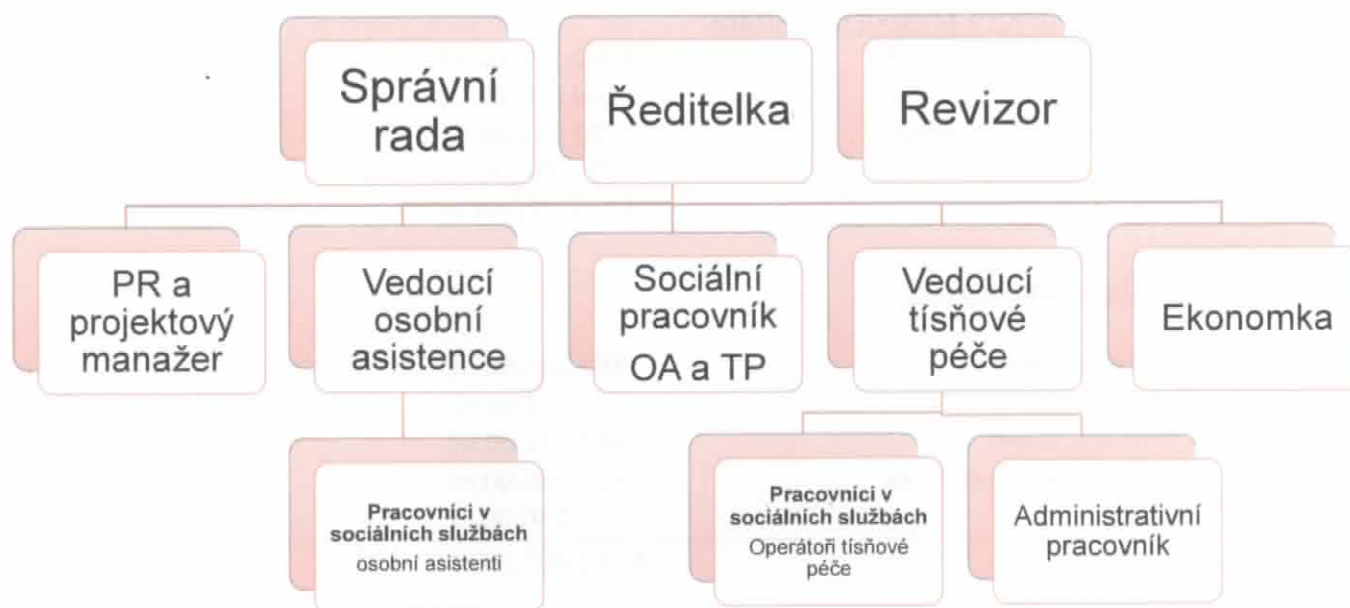 Správní
rada
Ředitelka
Revizor
PR a
projektový
manažer
Vedoucí
osobní
asistence
Sociální
pracovník
OA a TP
Vedoucí
tísňové
péče
Ekonomka
Pracovníci v
sociálních službách
osobní asistenti
Pracovníci v
sociálních službách
Operátoři tísňové
péče
Administrativní
pracovník